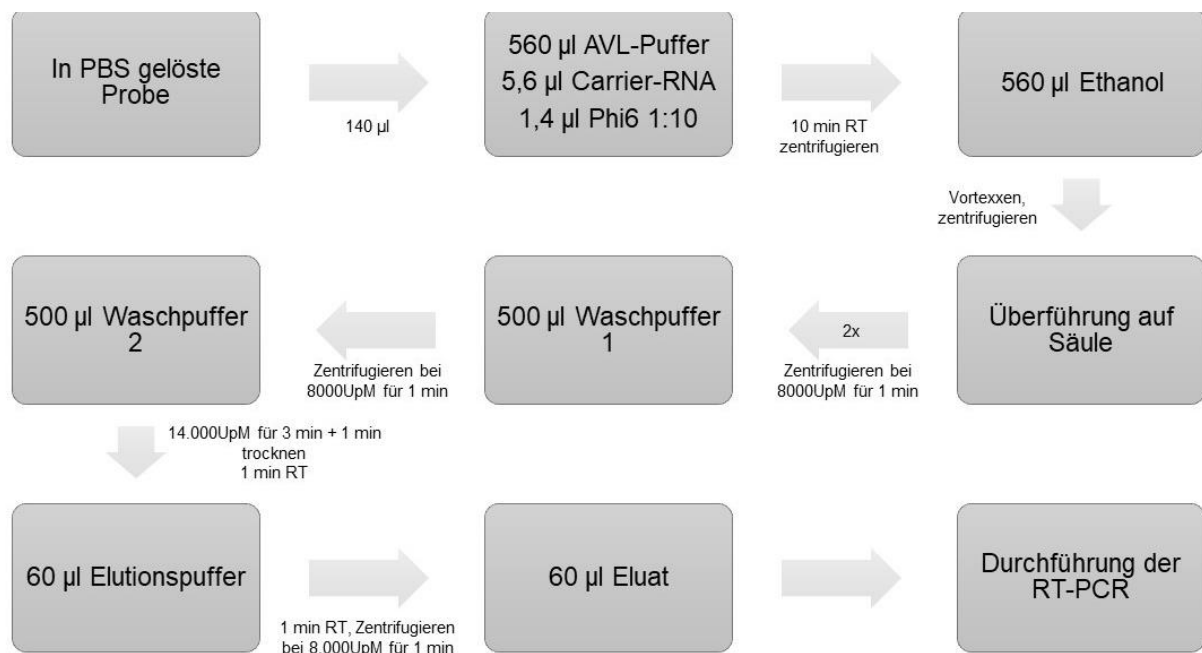 In PBS gelöste
Probe
140 µl
560 µl AVL-Puffer
5,6 µl Carrier-RNA
1,4 µl Phi6 1:10
10 min RT
zentrifugieren
560 µl Ethanol
Vortexxen,
zentrifugieren
Überführung auf
Säule
2x
Zentrifugieren bei
8000UpM für 1 min
500 µl Waschpuffer
1
Zentrifugieren bei
8000UpM für 1 min
500 µl Waschpuffer
2
14.000UpM für 3 min + 1 min
trocknen
1 min RT
60 µl Elutionspuffer
1 min RT, Zentrifugieren
bei 8.000UpM für 1 min
60 µl Eluat
Durchführung der
RT-PCR